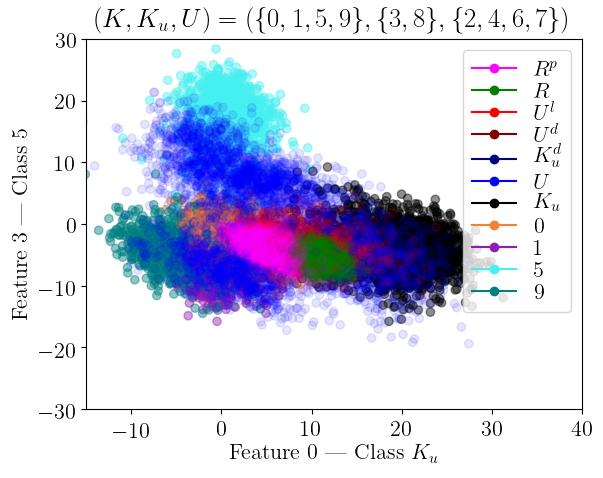 (K, K_u, U) = ({0, 1, 5, 9}, {3, 8}, {2, 4, 6, 7})
30
20
10
0
−10
−20
−30
Feature 3 — Class 5
−10
0
10
20
30
40
Feature 0 — Class K_u
R^p
R
U^l
U^d
K_u^d
U
K_u
0
1
5
9